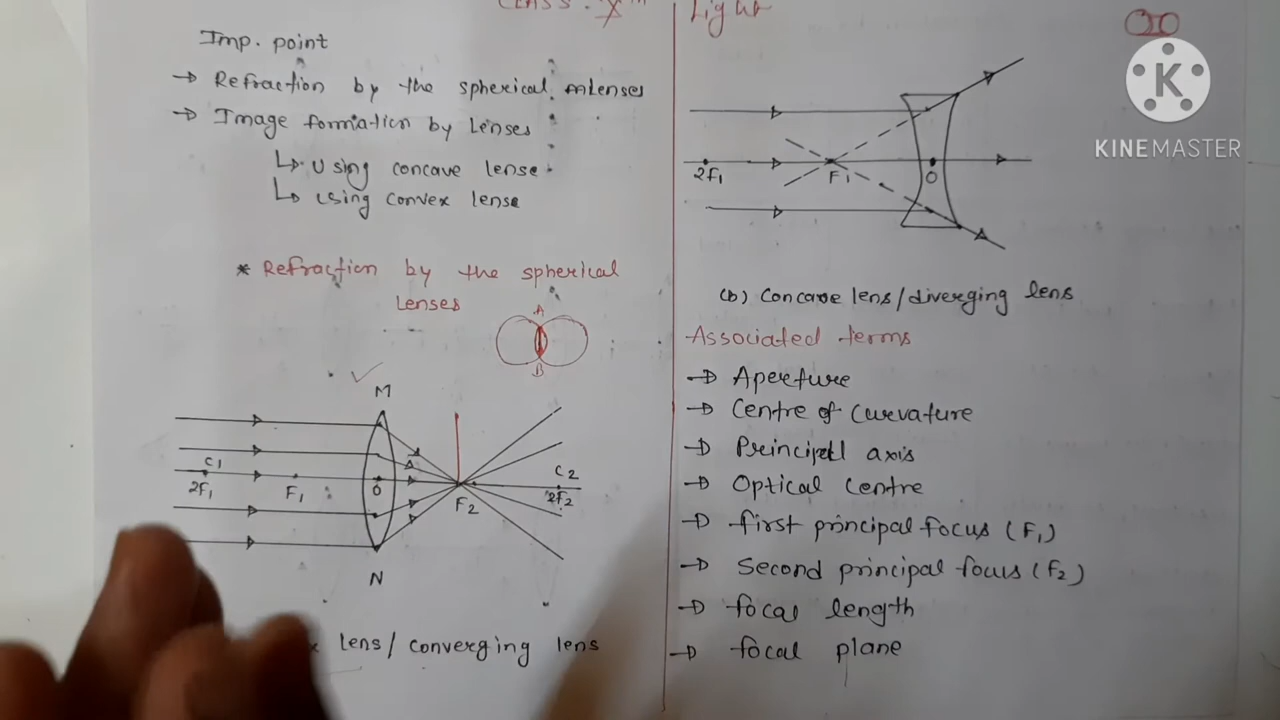 Class. Xth
Imp. point
→ Refraction by the spherical lenses
→ Image formation by Lenses
↳ Using concave lense
↳ Using convex lense
* Refraction by the spherical
Lenses
A
B
M
C1
2F1
F1
O
F2
C2
2F2
N
lens/ converging lens
Light
K
KINEMASTER
2F1
F1
O
(b) Concave lens/diverging lens
Associated terms
→ Aperture
→ Centre of Curvature
→ Principal axis
→ Optical Centre
→ first principal focus (F1)
→ Second principal focus (F2)
→ focal length
→ focal plane